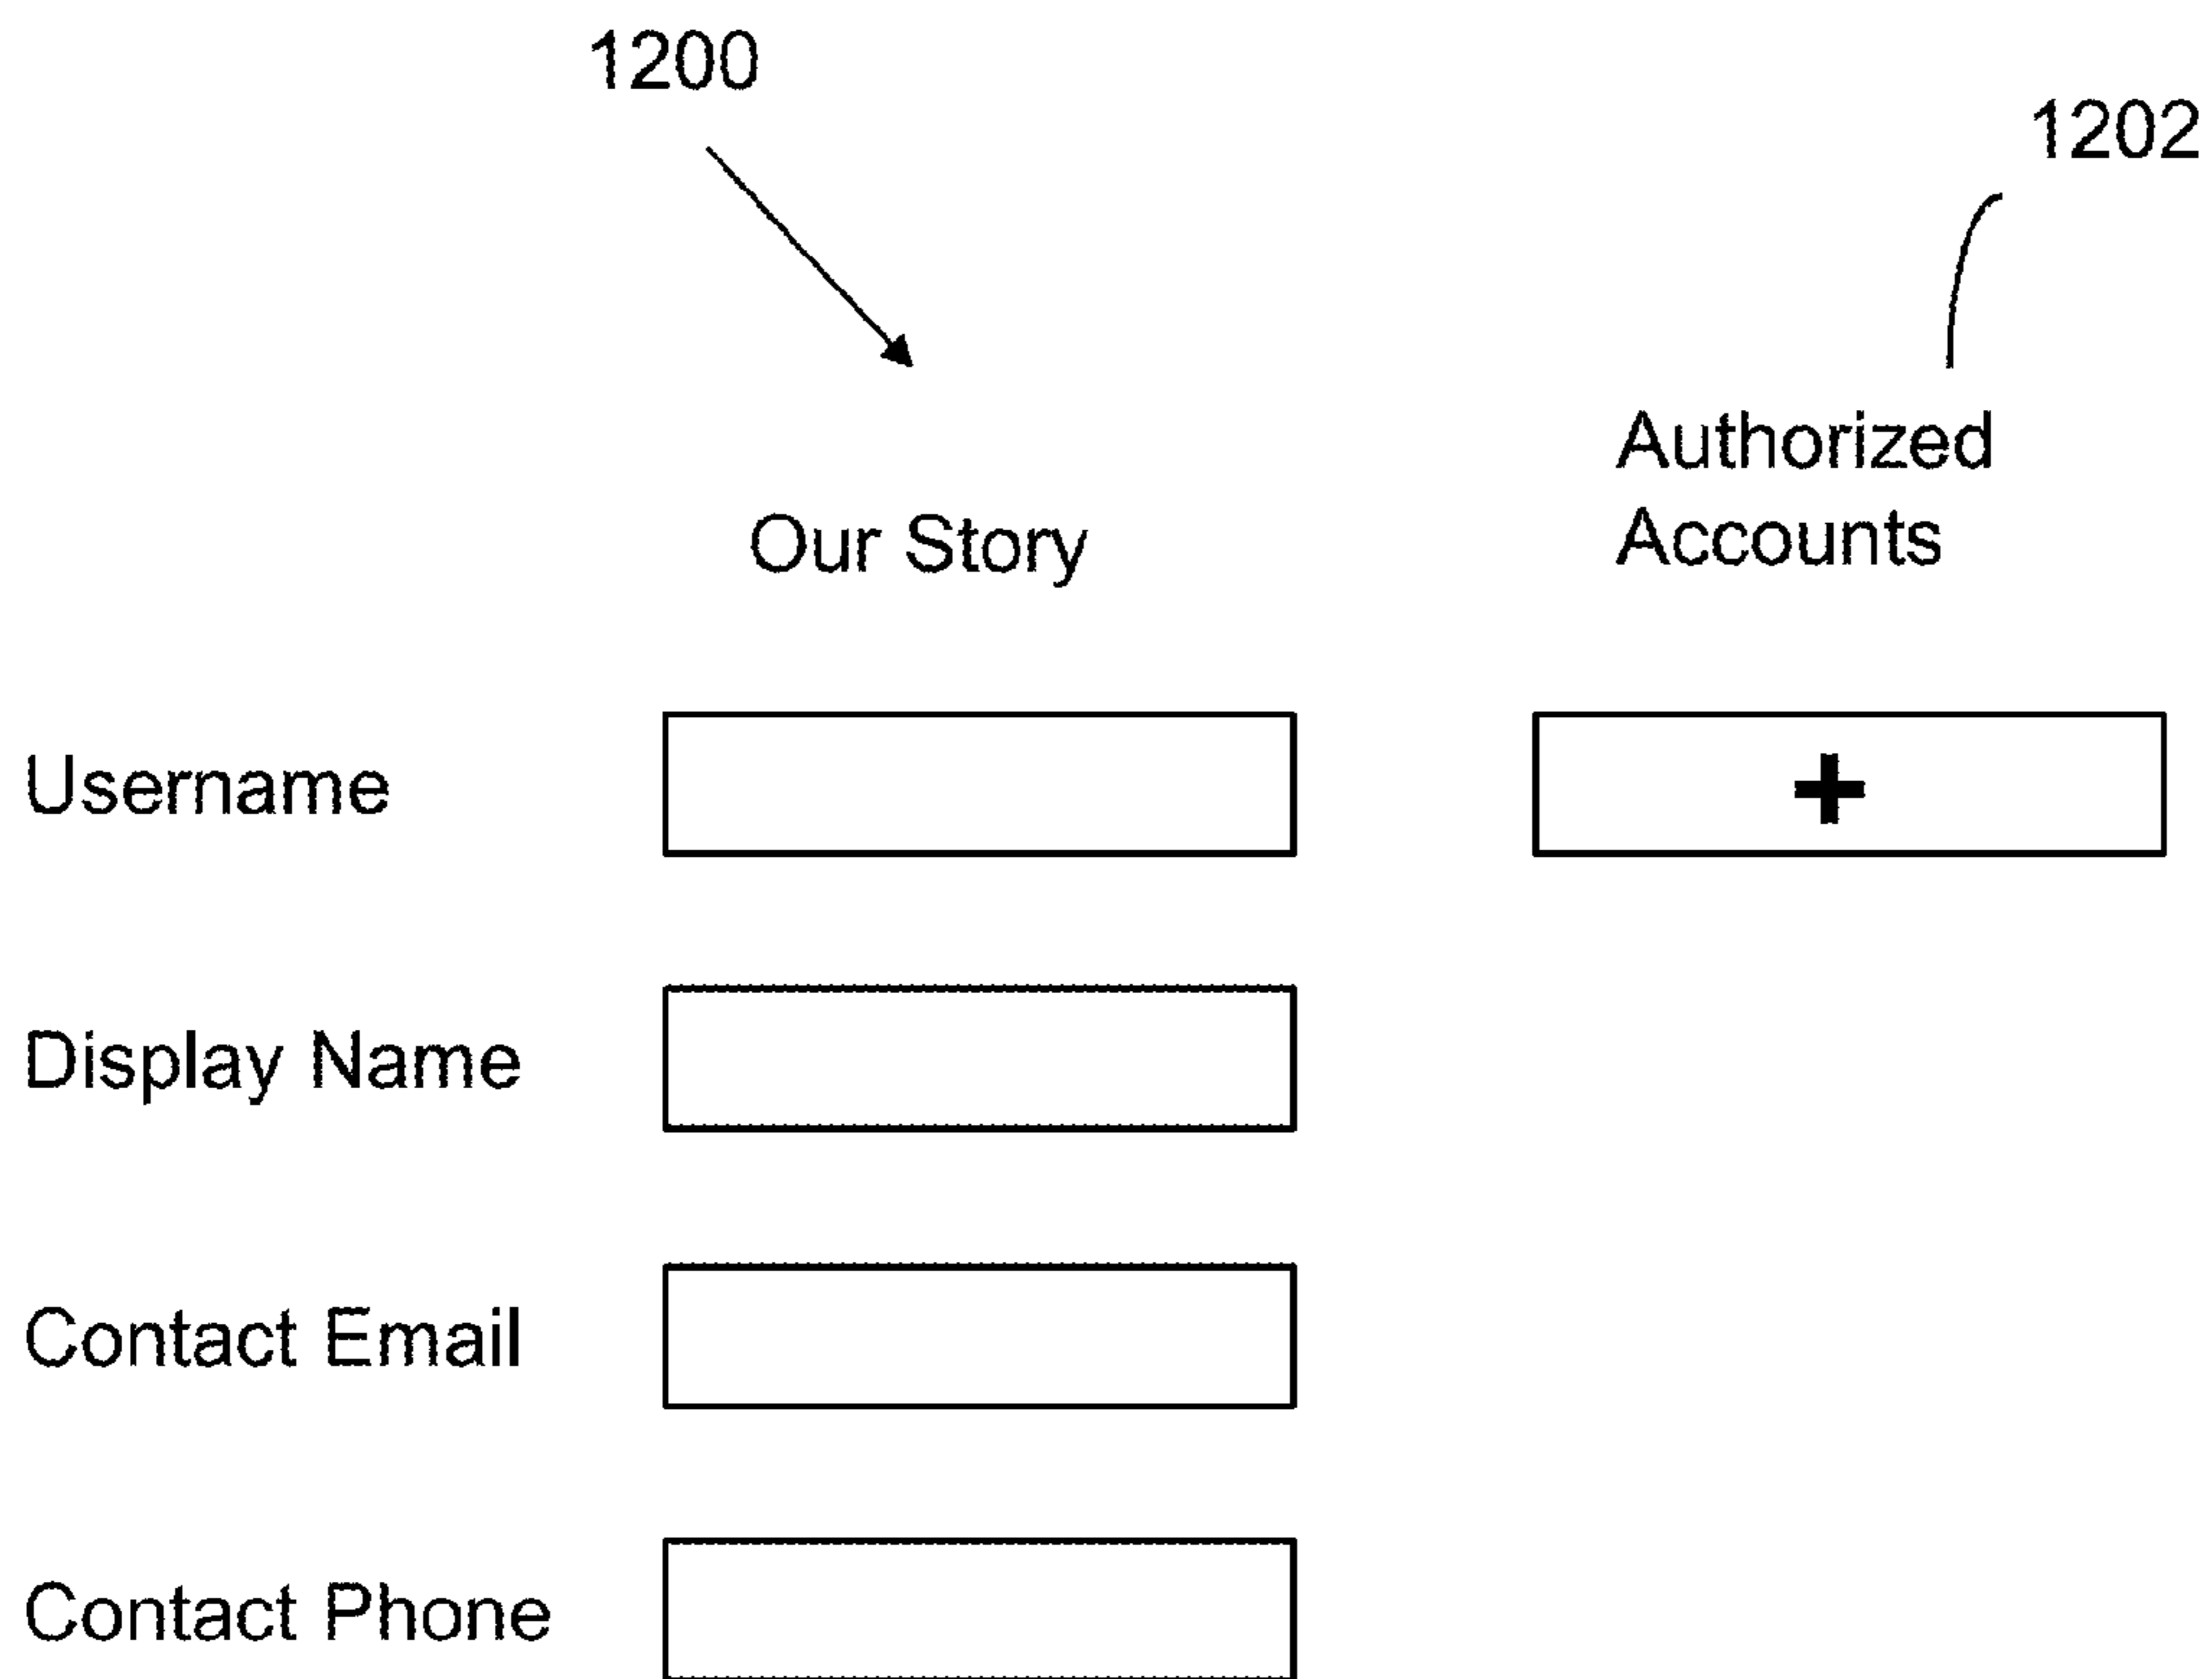 1200
1202
Authorized
Our Story
Accounts
Username
+
Display Name
Contact Email
Contact Phone